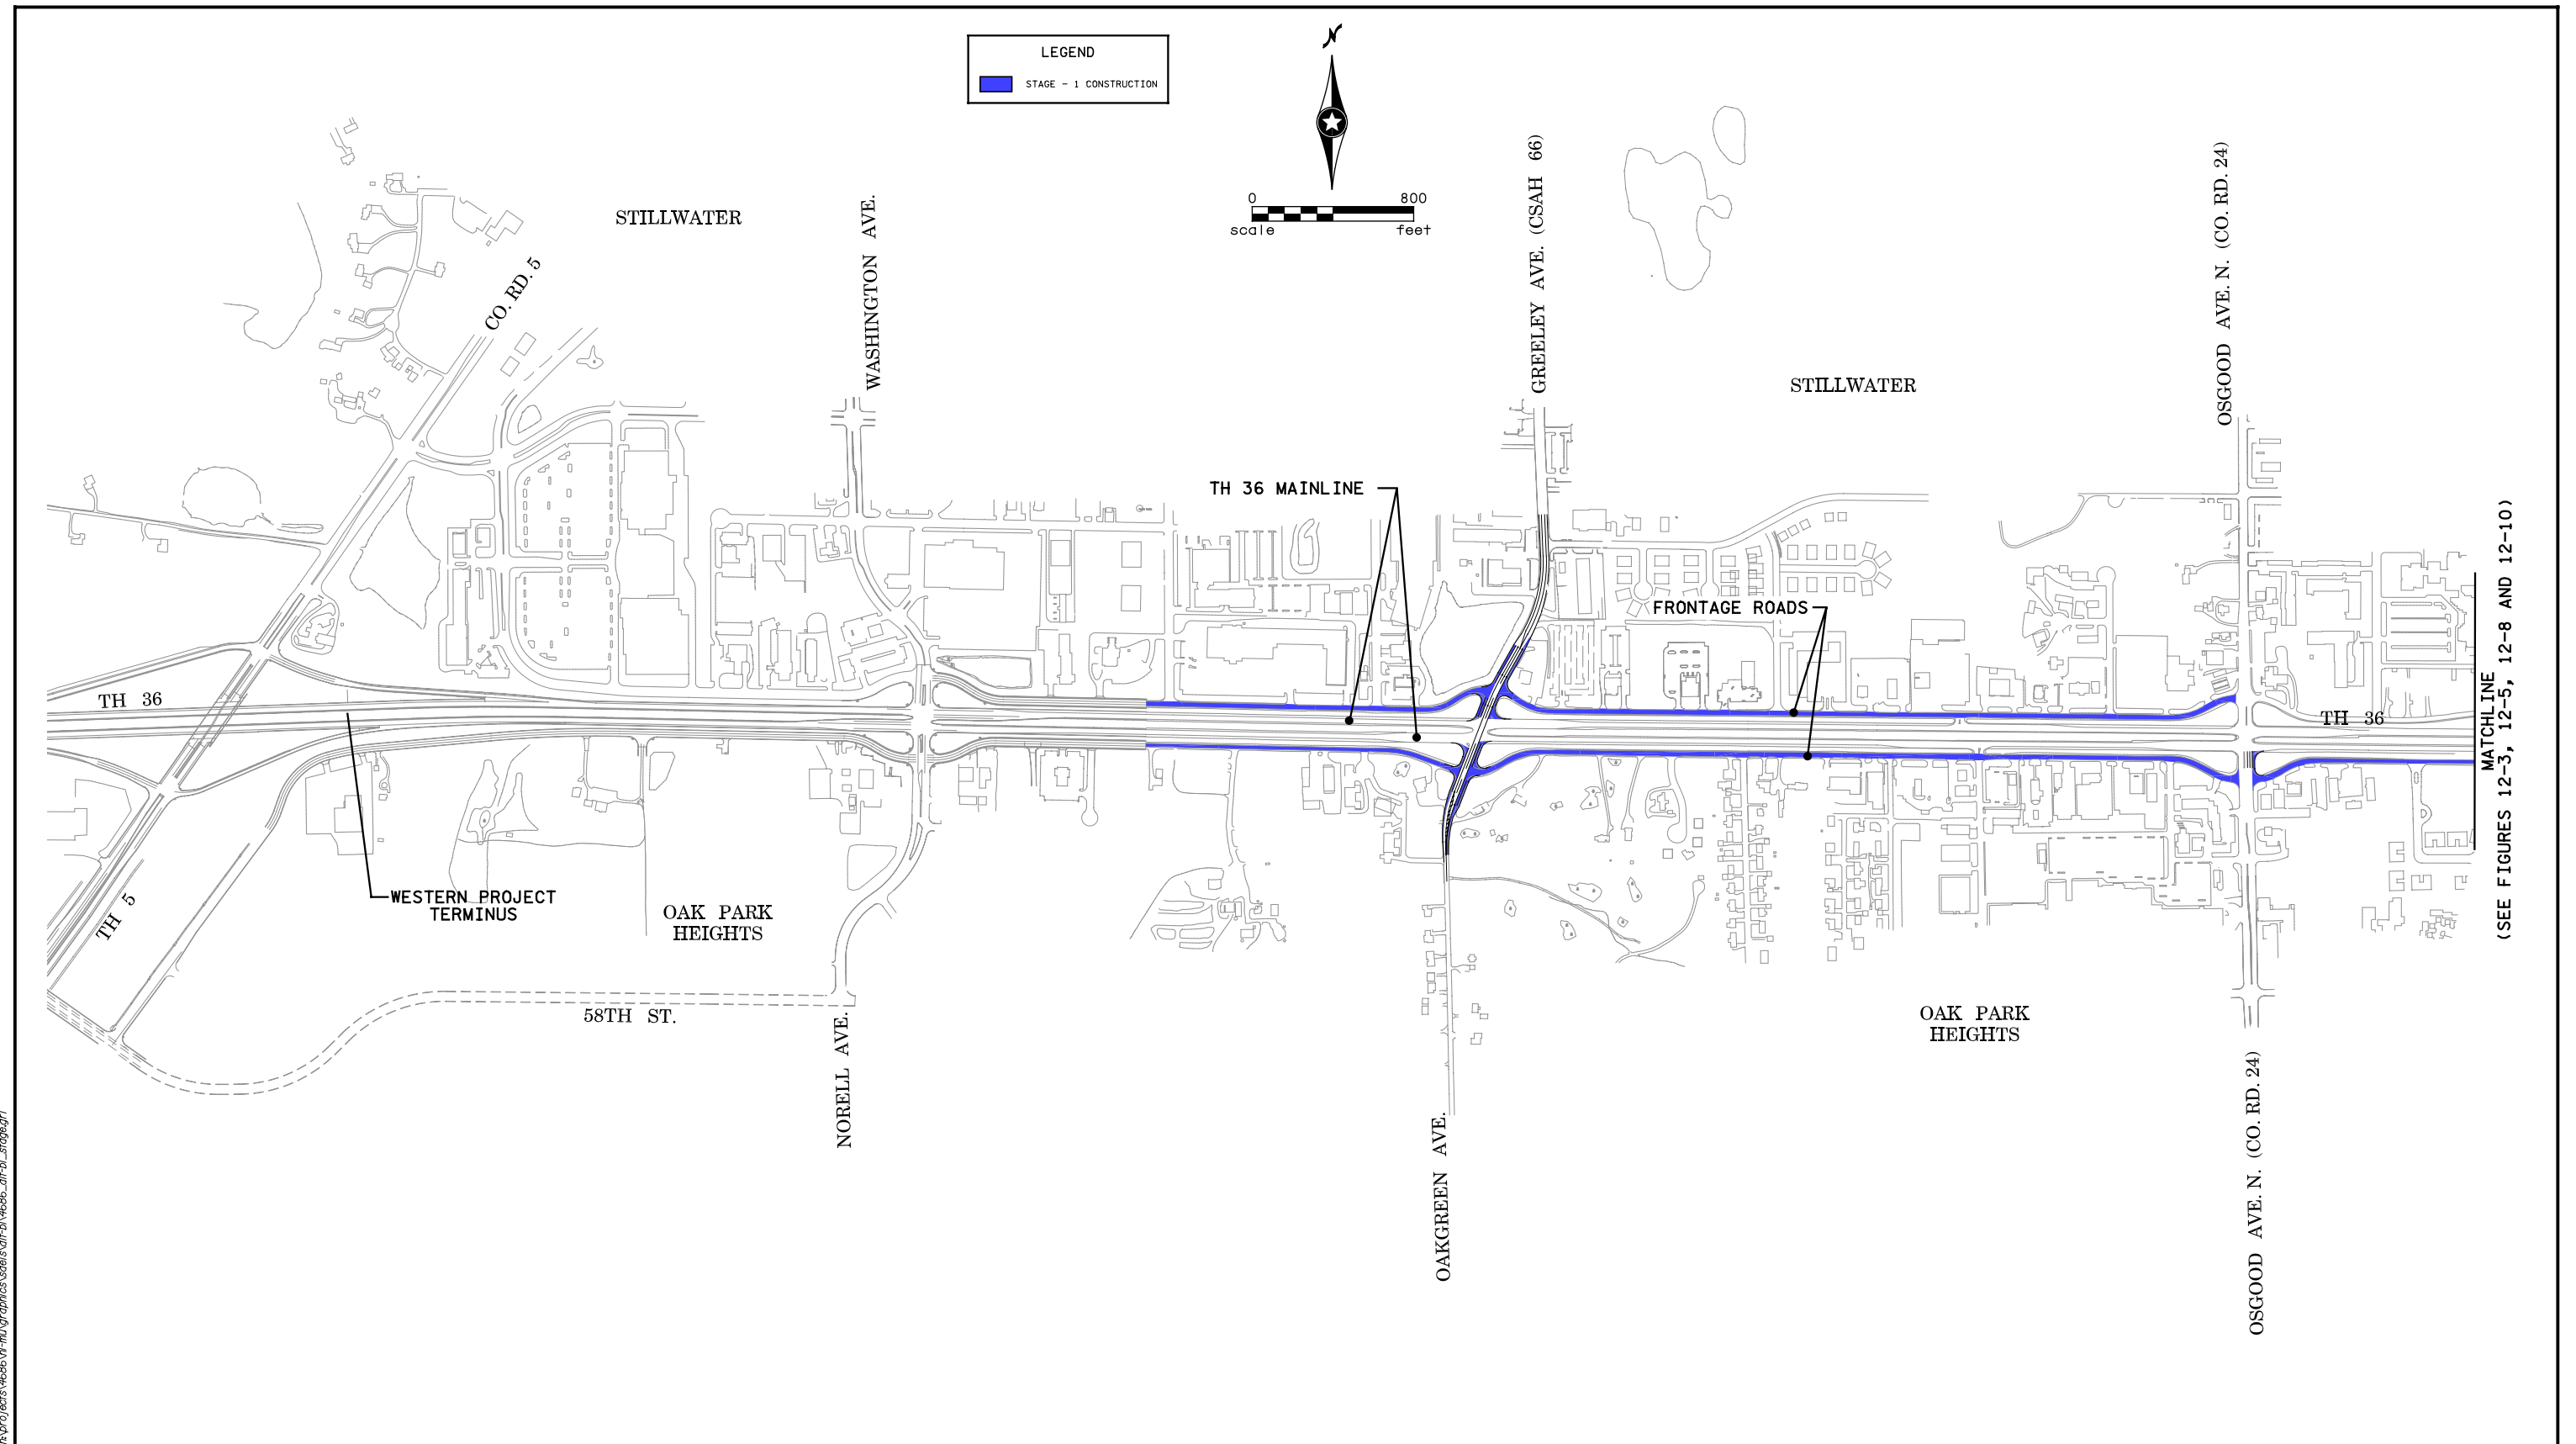 LEGEND
STAGE - 1 CONSTRUCTION
N
0 800
scale feet
STILLWATER
WASHINGTON AVE.
CO. RD. 5
GREELEY AVE. (CSAH 66)
OSGOOD AVE. N. (CO. RD. 24)
STILLWATER
TH 36 MAINLINE
FRONTAGE ROADS
TH 36
TH 36
MATCHLINE
(SEE FIGURES 12-3, 12-5, 12-8 AND 12-10)
WESTERN PROJECT
TERMINUS
TH 5
OAK PARK
HEIGHTS
58TH ST.
NORELL AVE.
OAKGREEN AVE.
OAK PARK
HEIGHTS
OSGOOD AVE. N. (CO. RD. 24)